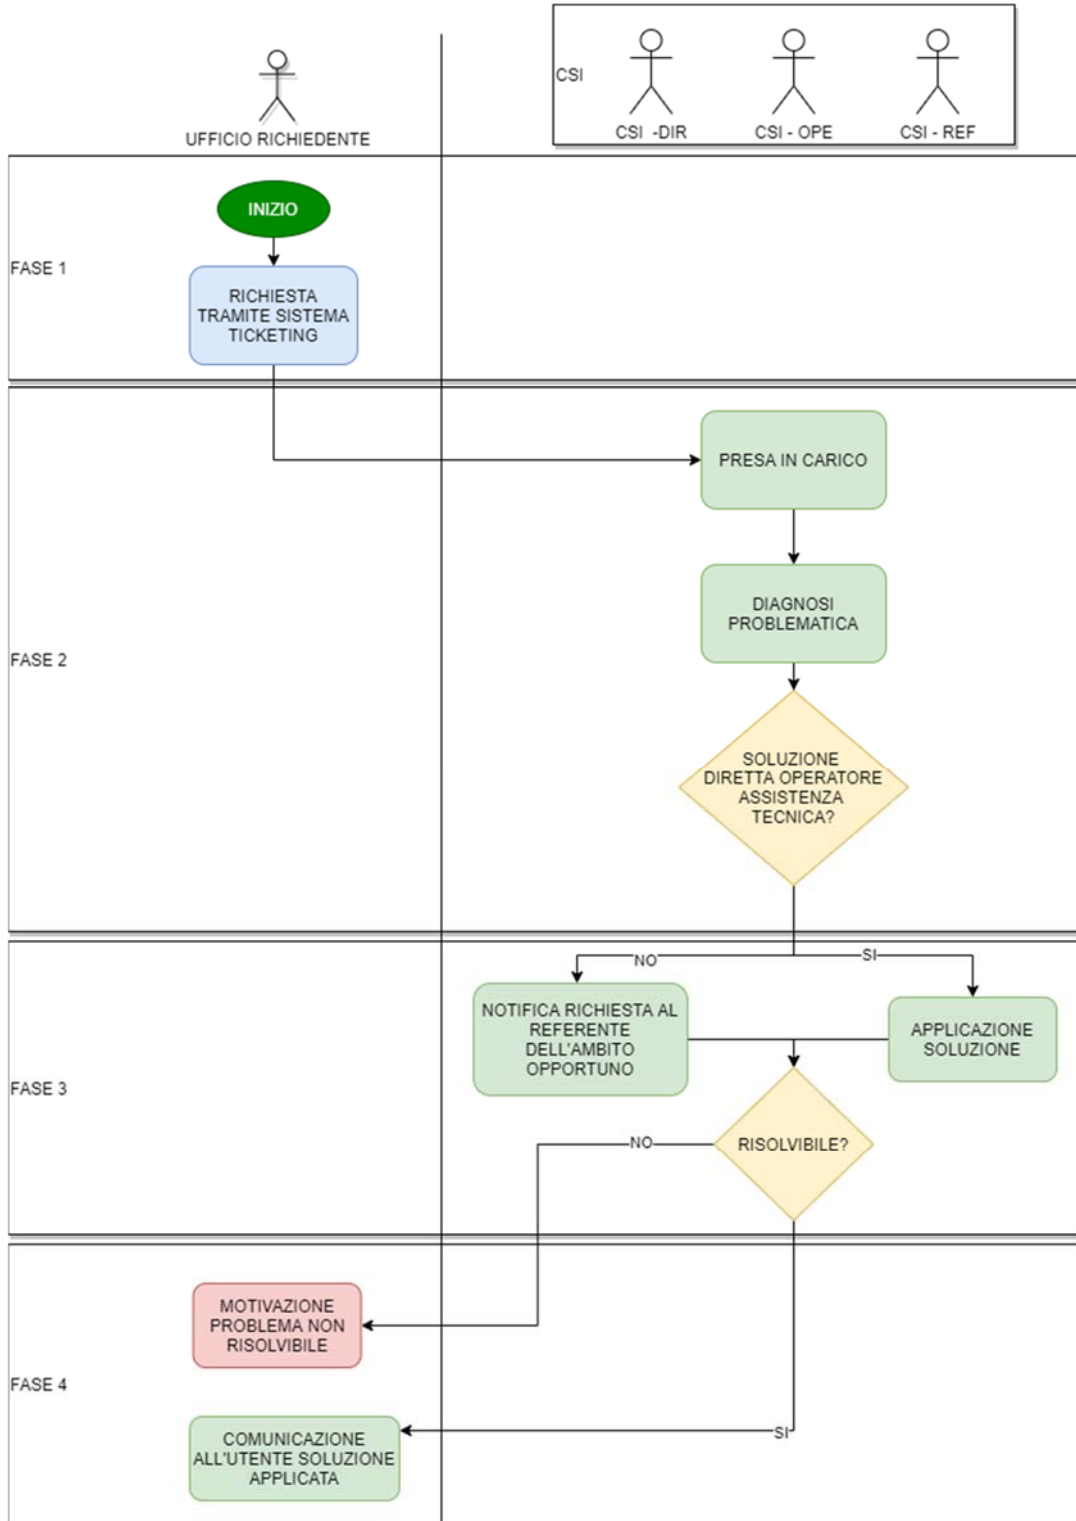 CSI
CSI -DIR
CSI - OPE
CSI - REF
UFFICIO RICHIEDENTE
INIZIO
FASE 1
RICHIESTA
TRAMITE SISTEMA
TICKETING
PRESA IN CARICO
DIAGNOSI
PROBLEMATICA
FASE 2
SOLUZIONE
DIRETTA OPERATORE
ASSISTENZA
TECNICA?
NO
SI
NOTIFICA RICHIESTA AL
REFERENTE
DELL'AMBITO
OPPORTUNO
APPLICAZIONE
SOLUZIONE
FASE 3
NO
RISOLVIBILE?
MOTIVAZIONE
PROBLEMA NON
RISOLVIBILE
FASE 4
SI
COMUNICAZIONE
ALL'UTENTE SOLUZIONE
APPLICATA